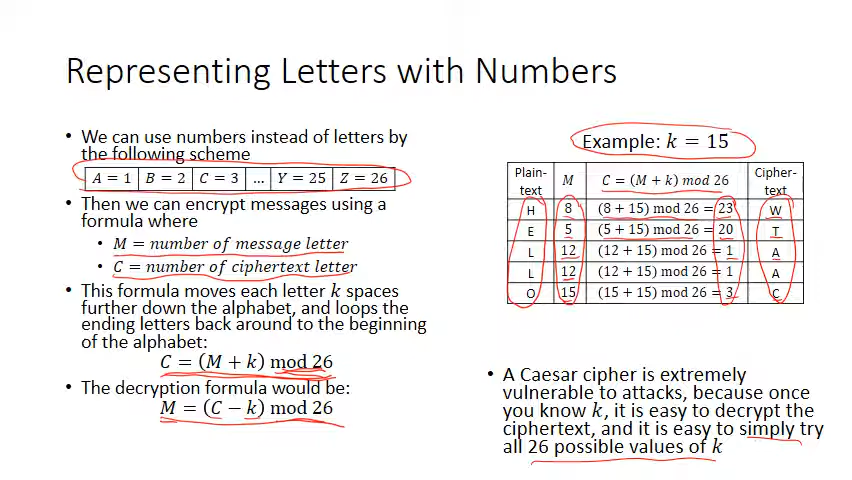 Representing Letters with Numbers
• We can use numbers instead of letters by
the following scheme
A = 1 B = 2 C = 3 ... Y = 25 Z = 26
• Then we can encrypt messages using a
formula where
• M = number of message letter
• C = number of ciphertext letter
• This formula moves each letter k spaces
further down the alphabet, and loops the
ending letters back around to the beginning
of the alphabet:
C = (M + k) mod 26
• The decryption formula would be:
M = (C − k) mod 26
Example: k = 15
Plain-
text M C = (M + k) mod 26 Cipher-
text
H 8 (8 + 15) mod 26 = 23 W
E 5 (5 + 15) mod 26 = 20 T
L 12 (12 + 15) mod 26 = 1 A
L 12 (12 + 15) mod 26 = 1 A
O 15 (15 + 15) mod 26 = 3 C
• A Caesar cipher is extremely
vulnerable to attacks, because once
you know k, it is easy to decrypt the
ciphertext, and it is easy to simply try
all 26 possible values of k